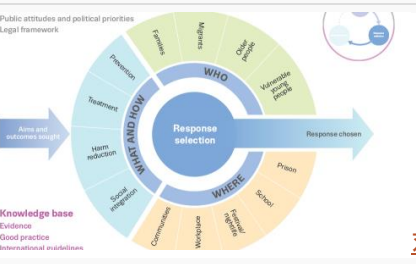 Public attitudes and political priorities
Legal framework
Families
Migrants
Older
people
Vulnerable
young
people
WHO
Prevention
Treatment
Harm
reduction
Social
integration
WHAT AND HOW
Aims and
outcomes sought
Response
selection
Response chosen
WHERE
Prison
School
Festival/
nightlife
Workplace
Communities
Knowledge base
Evidence
Good practice
International guidelines